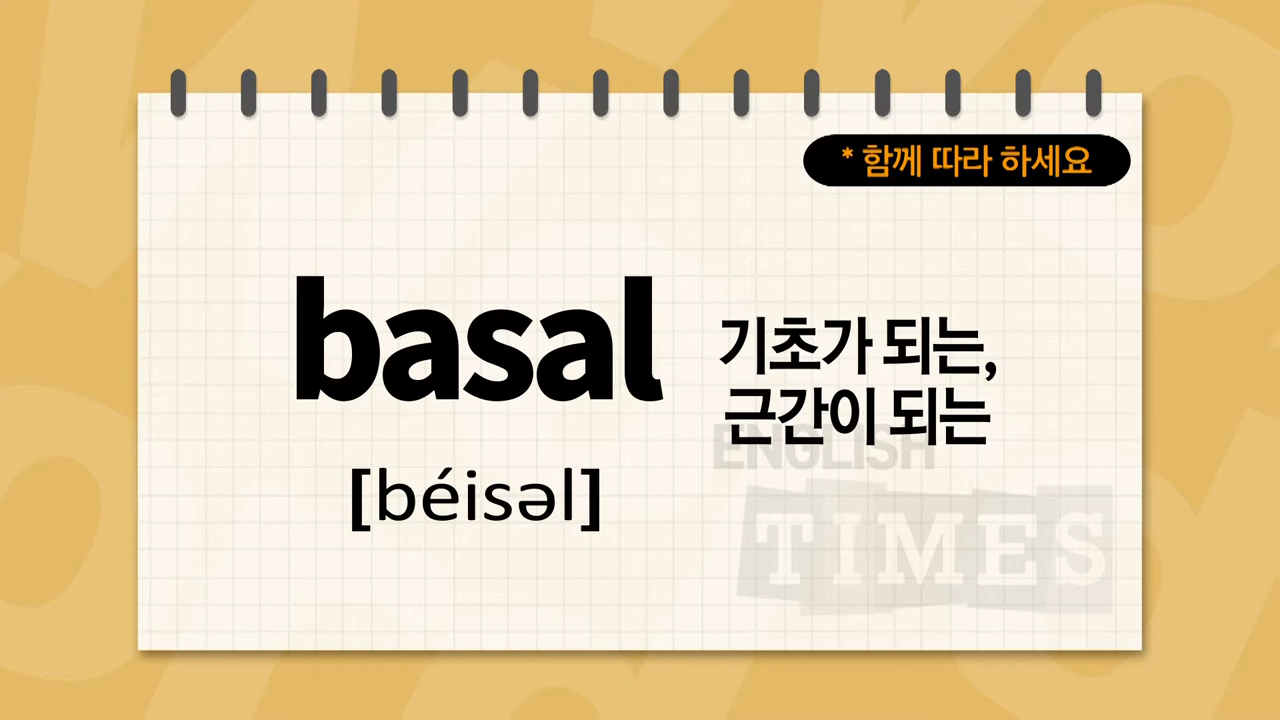 * 함께 따라 하세요
basal
기초가 되는,
근간이 되는
[béisəl]
ENGLISH
TIMES